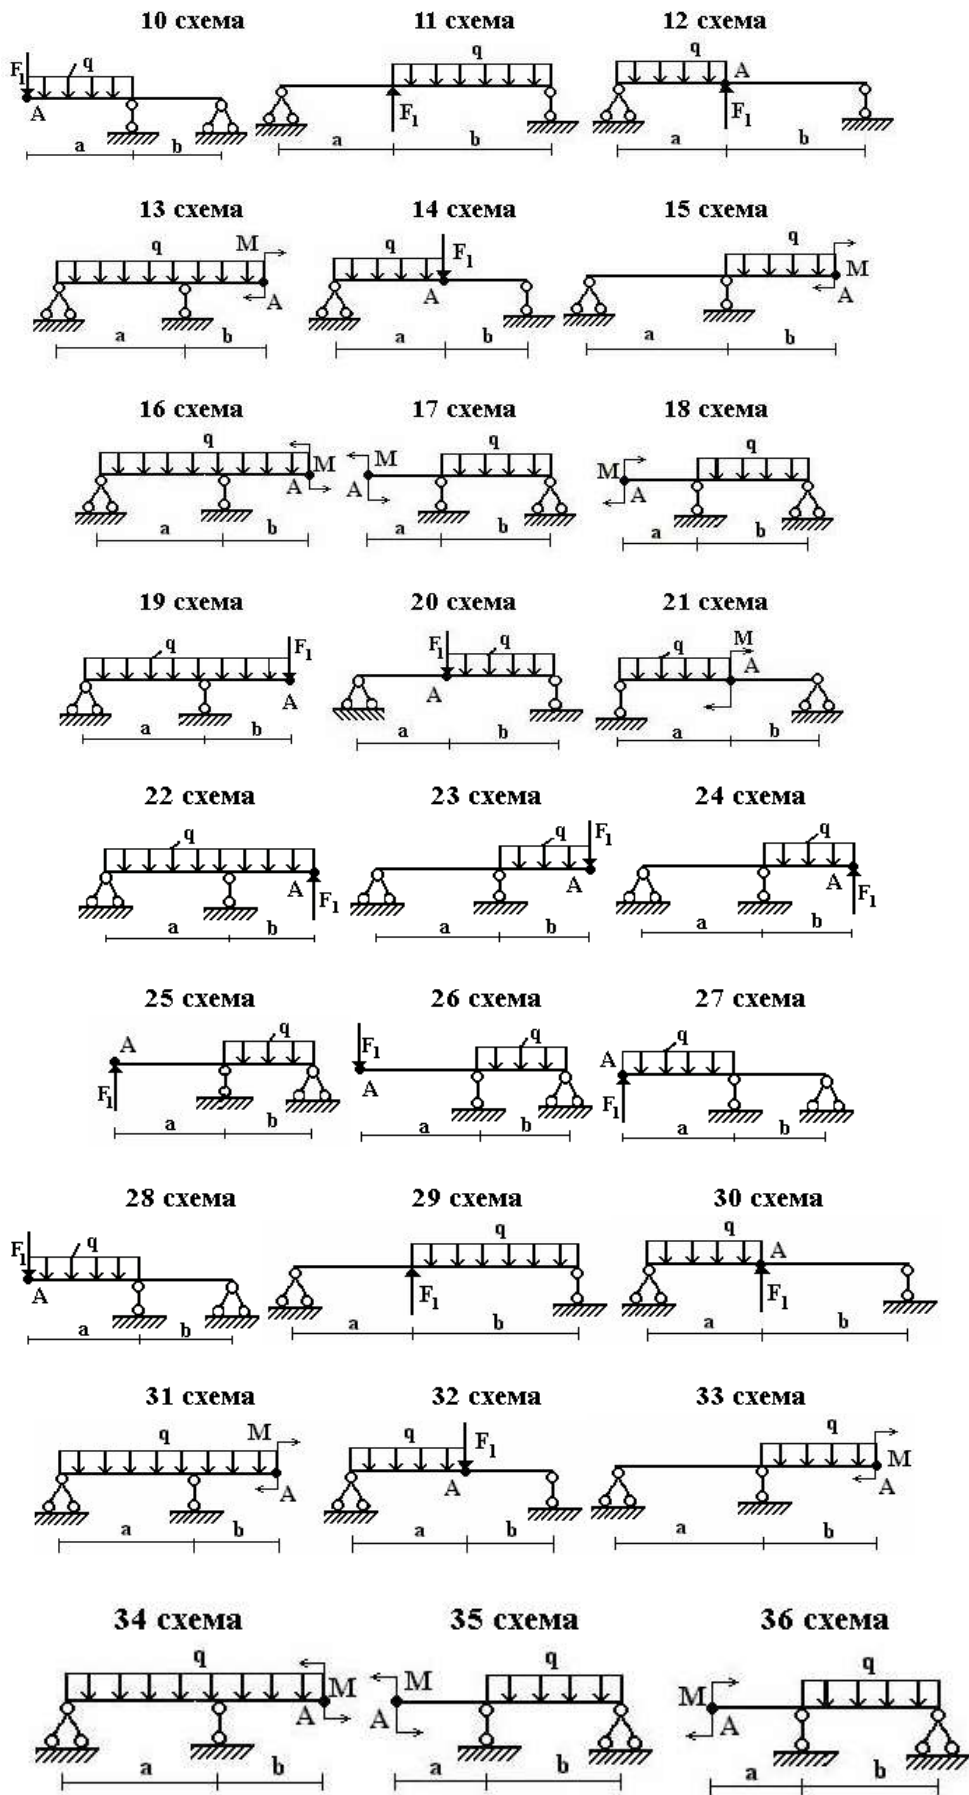 10 схема 11 схема 12 схема
F1 q q q A
A F1 F1
a b a b a b
13 схема 14 схема 15 схема
q M q F1 q M
A A A
a b a b a b
16 схема 17 схема 18 схема
q M M q M q
A A A
a b a b a b
19 схема 20 схема 21 схема
q F1 F1 q q M A
A A
a b a b a b
22 схема 23 схема 24 схема
q q F1 q
A F1 A A F1
a b a b a b
25 схема 26 схема 27 схема
A q F1 q A q
F1 A F1
a b a b a b
28 схема 29 схема 30 схема
F1 q q q A
A F1 F1
a b a b a b
31 схема 32 схема 33 схема
q M q F1 q M
A A A
a b a b a b
34 схема 35 схема 36 схема
q M M q M q
A A A
a b a b a b